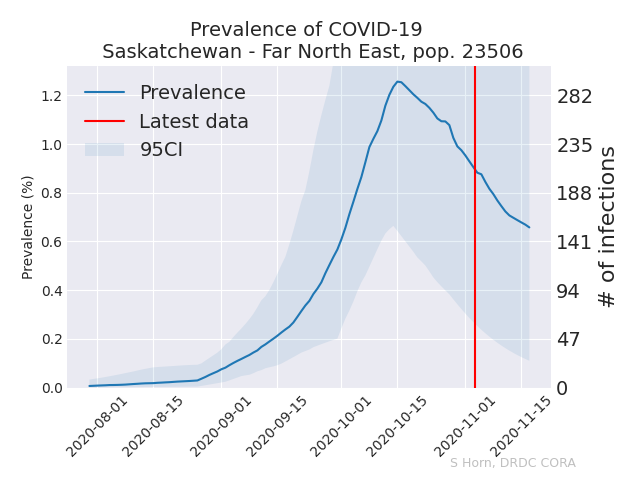 Prevalence of COVID-19
Saskatchewan - Far North East, pop. 23506
Prevalence
Latest data
95CI
Prevalence (%)
1.2
1.0
0.8
0.6
0.4
0.2
0.0
282
235
188
141
94
47
0
# of infections
2020-08-01
2020-08-15
2020-09-01
2020-09-15
2020-10-01
2020-10-15
2020-11-01
2020-11-15
S Horn, DRDC CORA